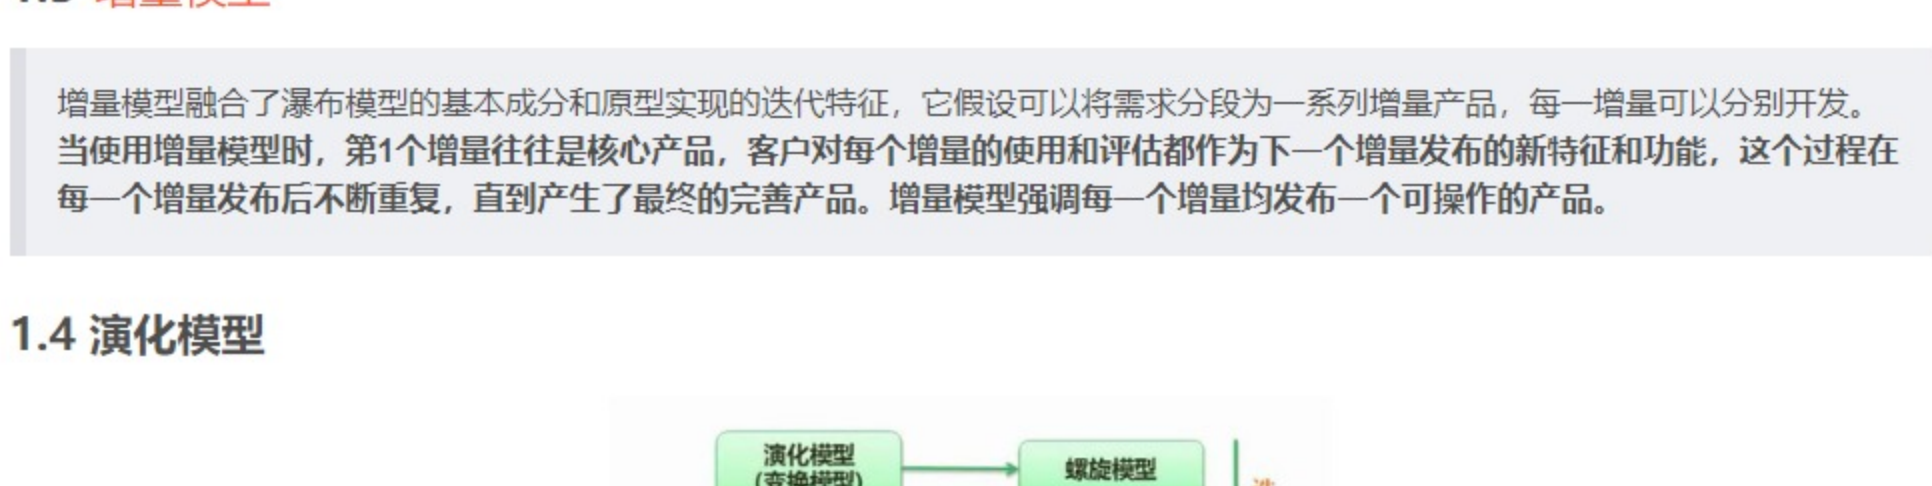 增量模型
增量模型融合了瀑布模型的基本成分和原型实现的迭代特征，它假设可以将需求分段为一系列增量产品，每一增量可以分别开发。
当使用增量模型时，第1个增量往往是核心产品，客户对每个增量的使用和评估都作为下一个增量发布的新特征和功能，这个过程在
每一个增量发布后不断重复，直到产生了最终的完善产品。增量模型强调每一个增量均发布一个可操作的产品。
1.4 演化模型
演化模型
(变换模型)
螺旋模型